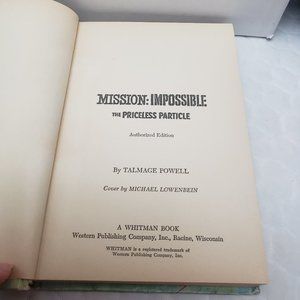 MISSION: IMPOSSIBLE
THE PRICELESS PARTICLE
Authorized Edition
By TALMAGE POWELL
Cover by MICHAEL LOWENBEIN
A WHITMAN BOOK
Western Publishing Company, Inc., Racine, Wisconsin
WHITMAN is a registered trademark of
Western Publishing Company, Inc.